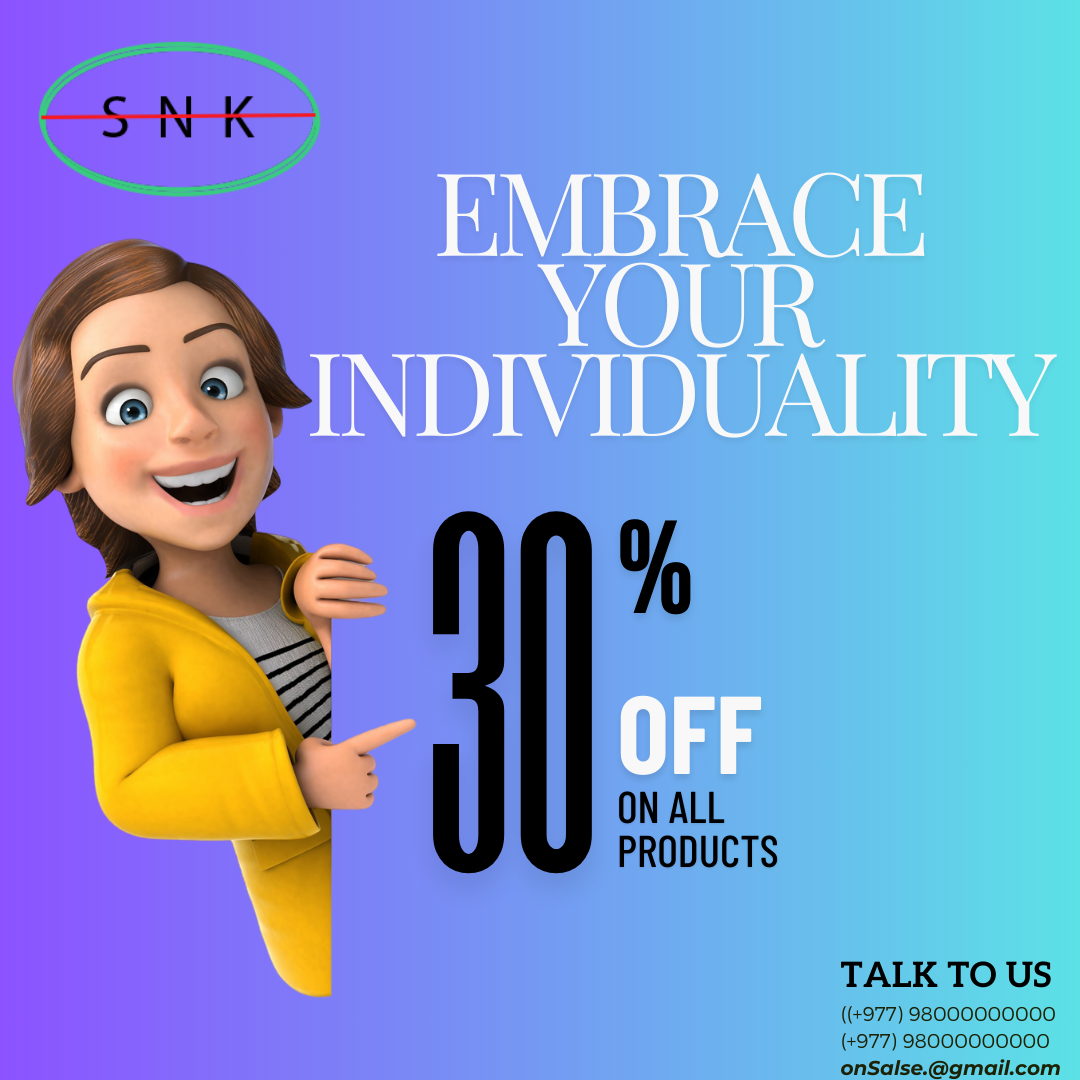 S N K
EMBRACE
YOUR
INDIVIDUALITY
30%
OFF
ON ALL
PRODUCTS
TALK TO US
((+977) 98000000000
(+977) 98000000000
onSalse.@gmail.com